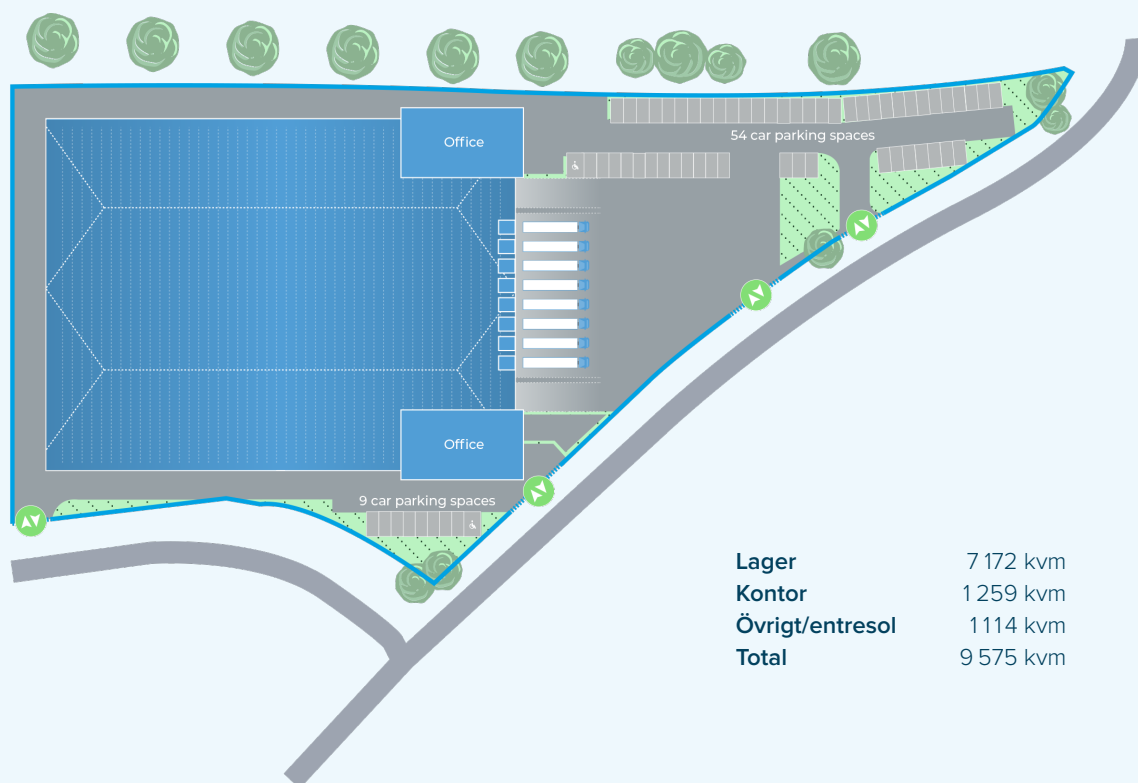 Office
54 car parking spaces
Office
9 car parking spaces
Lager 7 172 kvm
Kontor 1 259 kvm
Övrigt/entresol 1 114 kvm
Total 9 575 kvm